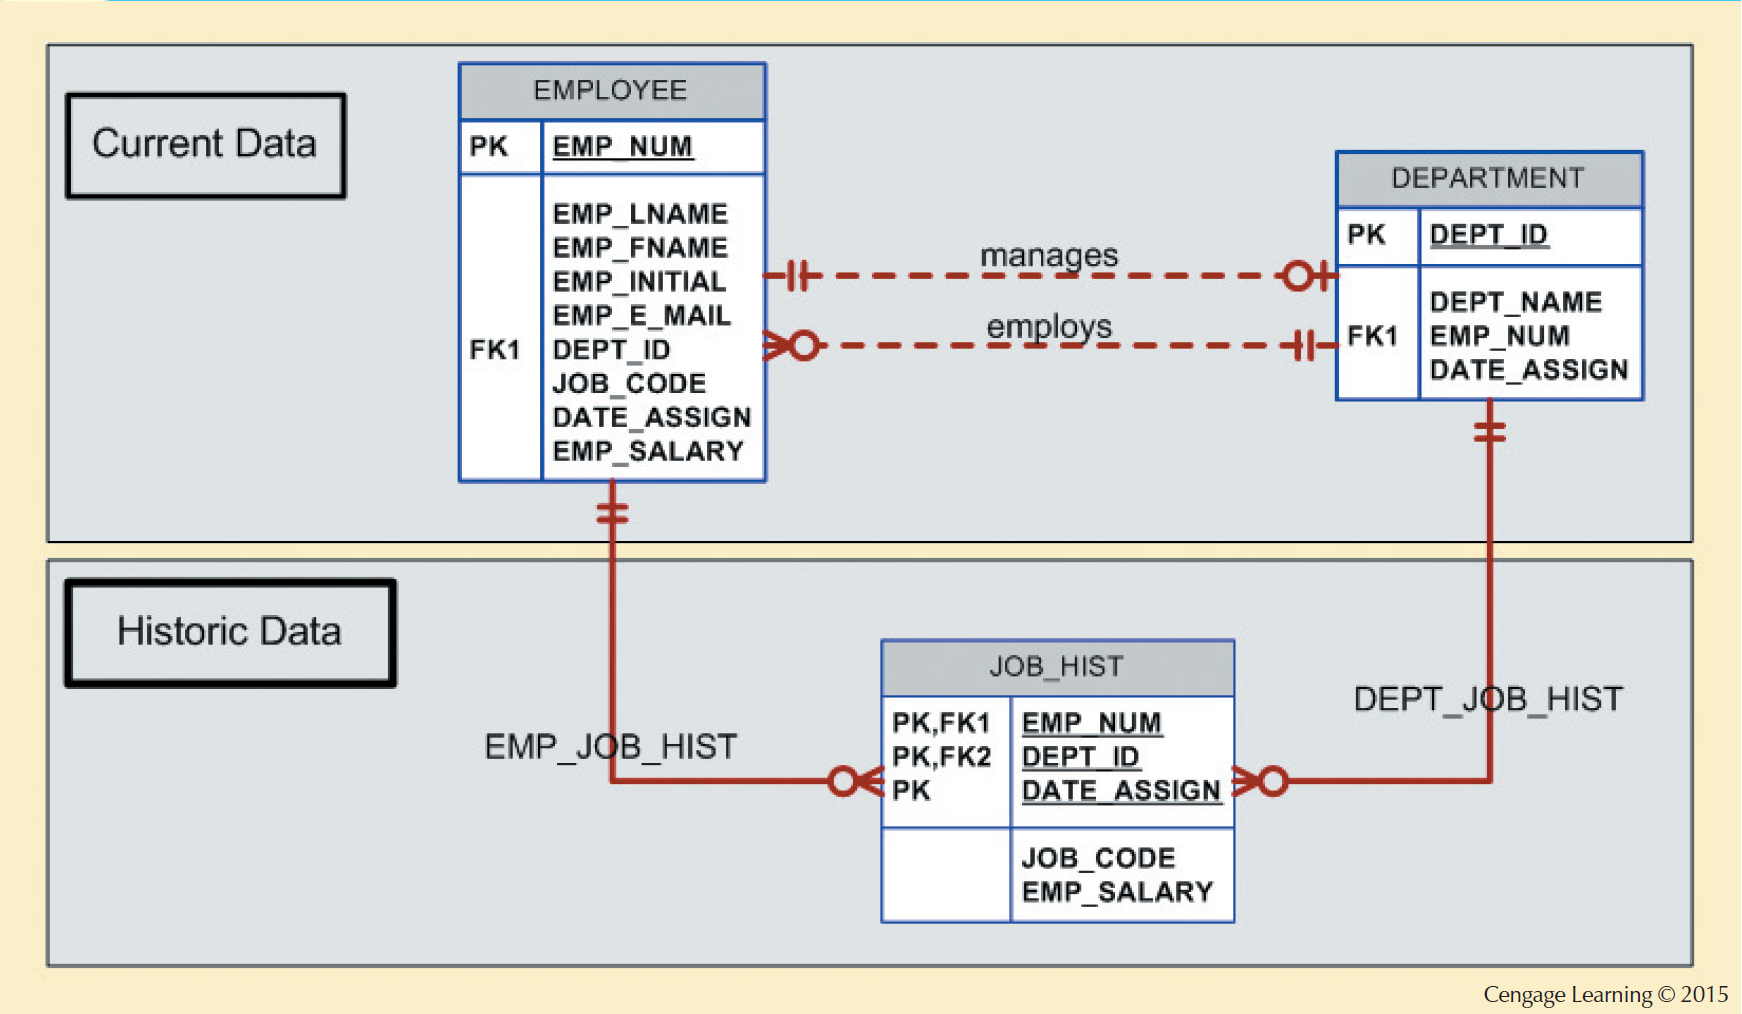 Current Data
EMPLOYEE
PK EMP_NUM
EMP_LNAME
EMP_FNAME
EMP_INITIAL
EMP_E_MAIL
FK1 DEPT_ID
JOB_CODE
DATE_ASSIGN
EMP_SALARY
manages
employs
DEPARTMENT
PK DEPT_ID
DEPT_NAME
FK1 EMP_NUM
DATE_ASSIGN
Historic Data
EMP_JOB_HIST
JOB_HIST
PK,FK1 EMP_NUM
PK,FK2 DEPT_ID
PK DATE_ASSIGN
JOB_CODE
EMP_SALARY
DEPT_JOB_HIST
Cengage Learning © 2015